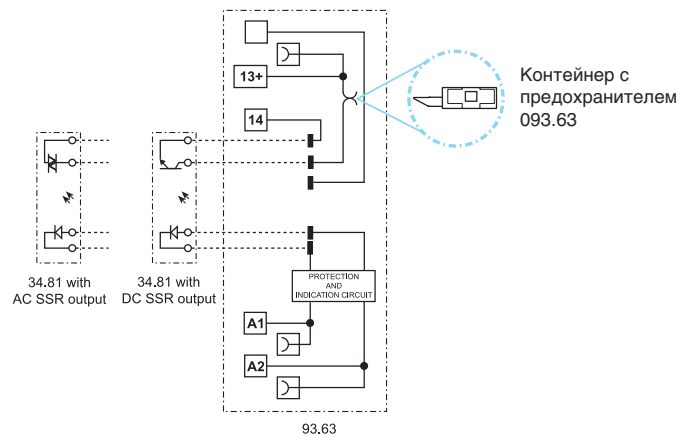 13+
14
Контейнер с
предохранителем
093.63
34.81 with
AC SSR output
34.81 with
DC SSR output
PROTECTION
AND
INDICATION CIRCUIT
A1
A2
93.63